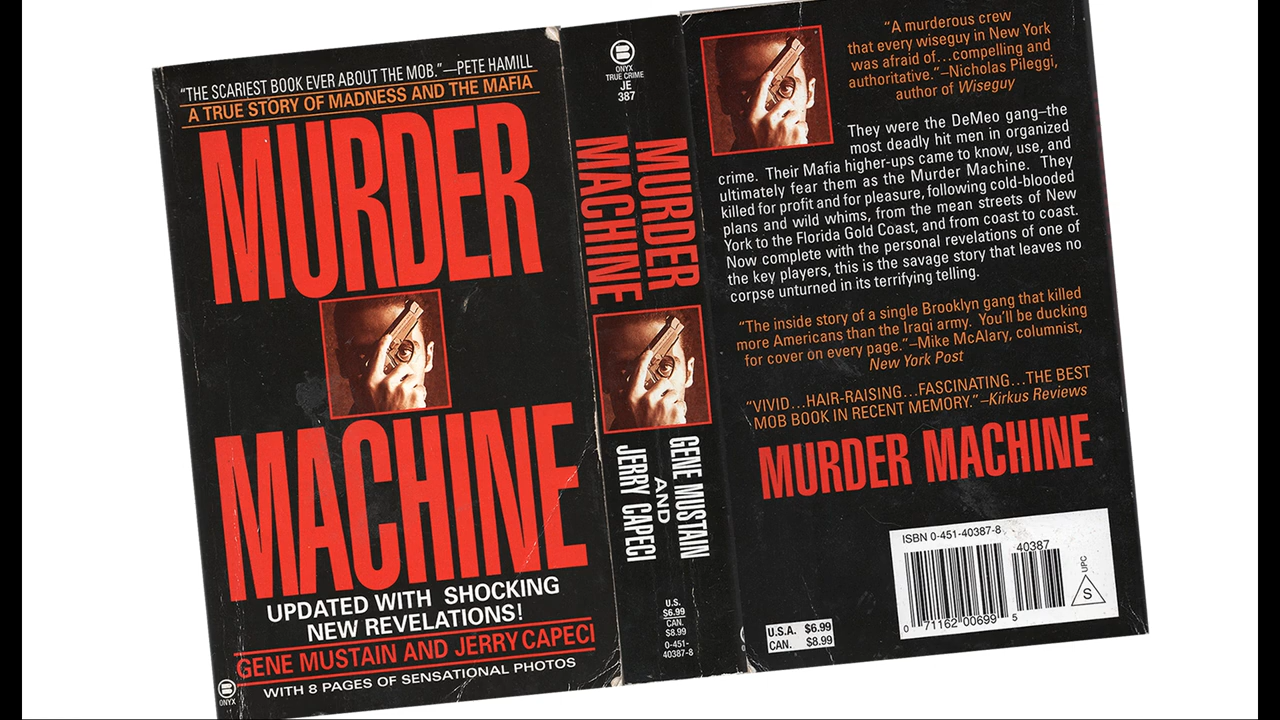 "THE SCARIEST BOOK EVER ABOUT THE MOB."—PETE HAMILL
A TRUE STORY OF MADNESS AND THE MAFIA
MURDER
MACHINE
UPDATED WITH SHOCKING
NEW REVELATIONS!
GENE MUSTAIN AND JERRY CAPECI
WITH 8 PAGES OF SENSATIONAL PHOTOS
ONYX
ONYX
TRUE CRIME
JE
387
MURDER
MACHINE
GENE MUSTAIN
AND
JERRY CAPECI
U.S.
$6.99
CAN.
$8.99
0-451-
40387-8
"A murderous crew
that every wiseguy in New York
was afraid of...compelling and
authoritative."–Nicholas Pileggi,
author of Wiseguy
They were the DeMeo gang–the
most deadly hit men in organized
crime. Their Mafia higher-ups came to know, use, and
ultimately fear them as the Murder Machine. They
killed for profit and for pleasure, following cold-blooded
plans and wild whims, from the mean streets of New
York to the Florida Gold Coast, and from coast to coast.
Now complete with the personal revelations of one of
the key players, this is the savage story that leaves no
corpse unturned in its terrifying telling.
"The inside story of a single Brooklyn gang that killed
more Americans than the Iraqi army. You'll be ducking
for cover on every page."–Mike McAlary, columnist,
New York Post
"VIVID...HAIR-RAISING...FASCINATING...THE BEST
MOB BOOK IN RECENT MEMORY."–Kirkus Reviews
MURDER MACHINE
ISBN 0-451-40387-8
40387
0 71162 00699 5
UPC
S
U.S.A. $6.99
CAN. $8.99